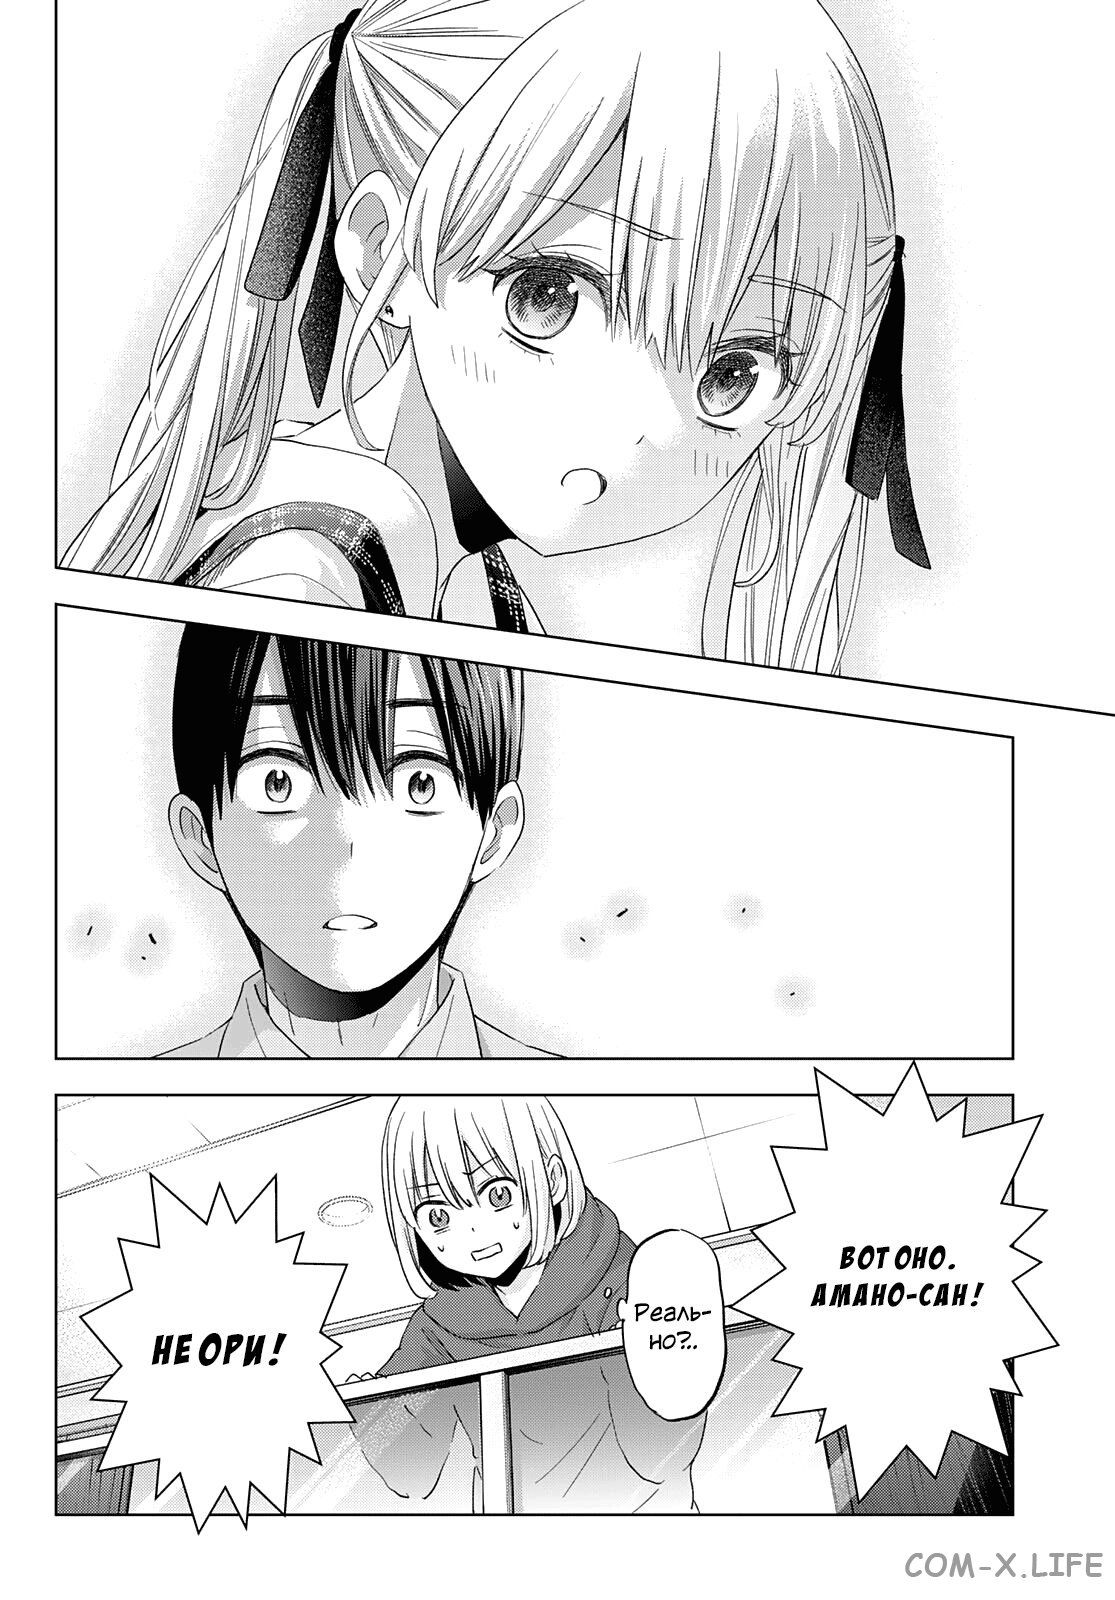 ВОТ ОНО.
АМАНО-САН!
Реаль-
но?..
НЕ ОРИ!
COM-X.LIFE